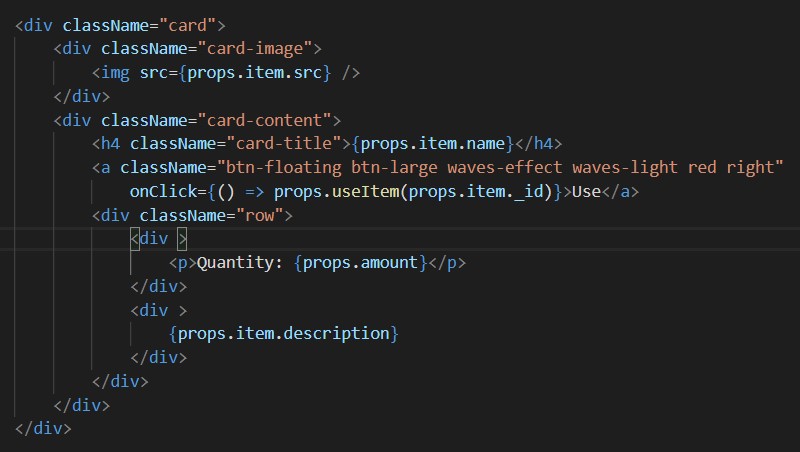 <div className="card">
    <div className="card-image">
        <img src={props.item.src} />
    </div>
    <div className="card-content">
        <h4 className="card-title">{props.item.name}</h4>
        <a className="btn-floating btn-large waves-effect waves-light red right"
            onClick={() => props.useItem(props.item._id)}>Use</a>
        <div className="row">
            <div >
                <p>Quantity: {props.amount}</p>
            </div>
            <div >
                {props.item.description}
            </div>
        </div>
    </div>
</div>